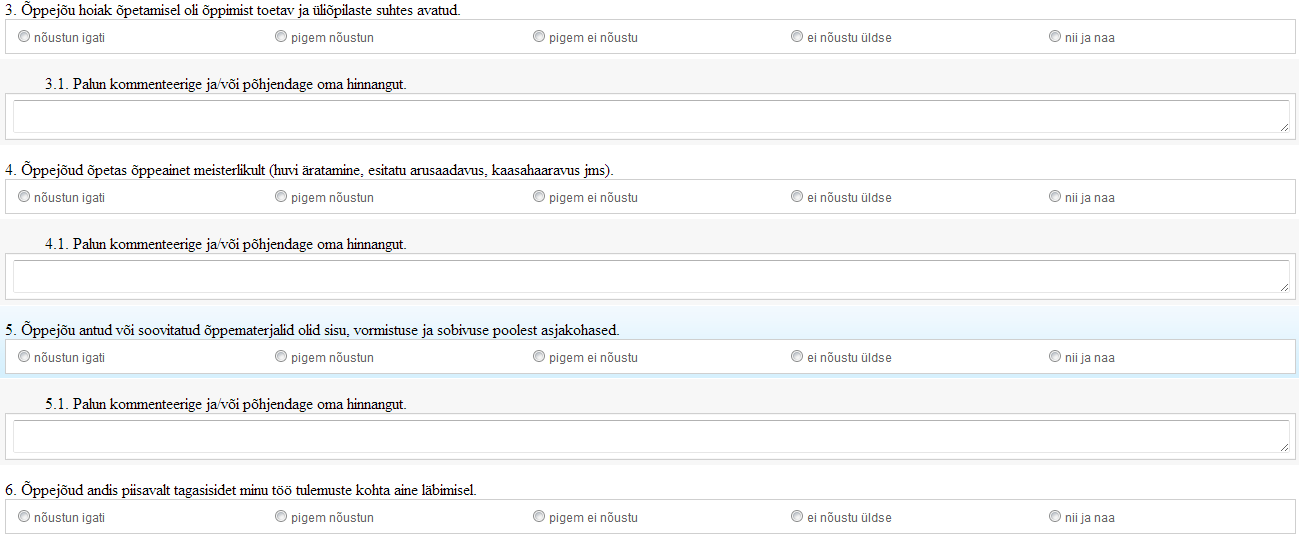 3. Õppejõu hoiak õpetamisel oli õppimist toetav ja üliõpilaste suhtes avatud.
nõustun igati pigem nõustun pigem ei nõustu ei nõustu üldse nii ja naa
3.1. Palun kommenteerige ja/või põhjendage oma hinnangut.
4. Õppejõud õpetas õppeainet meisterlikult (huvi äratamine, esitatu arusaadavus, kaasahaaravus jms).
nõustun igati pigem nõustun pigem ei nõustu ei nõustu üldse nii ja naa
4.1. Palun kommenteerige ja/või põhjendage oma hinnangut.
5. Õppejõu antud või soovitatud õppematerjalid olid sisu, vormistuse ja sobivuse poolest asjakohased.
nõustun igati pigem nõustun pigem ei nõustu ei nõustu üldse nii ja naa
5.1. Palun kommenteerige ja/või põhjendage oma hinnangut.
6. Õppejõud andis piisavalt tagasisidet minu töö tulemuste kohta aine läbimisel.
nõustun igati pigem nõustun pigem ei nõustu ei nõustu üldse nii ja naa